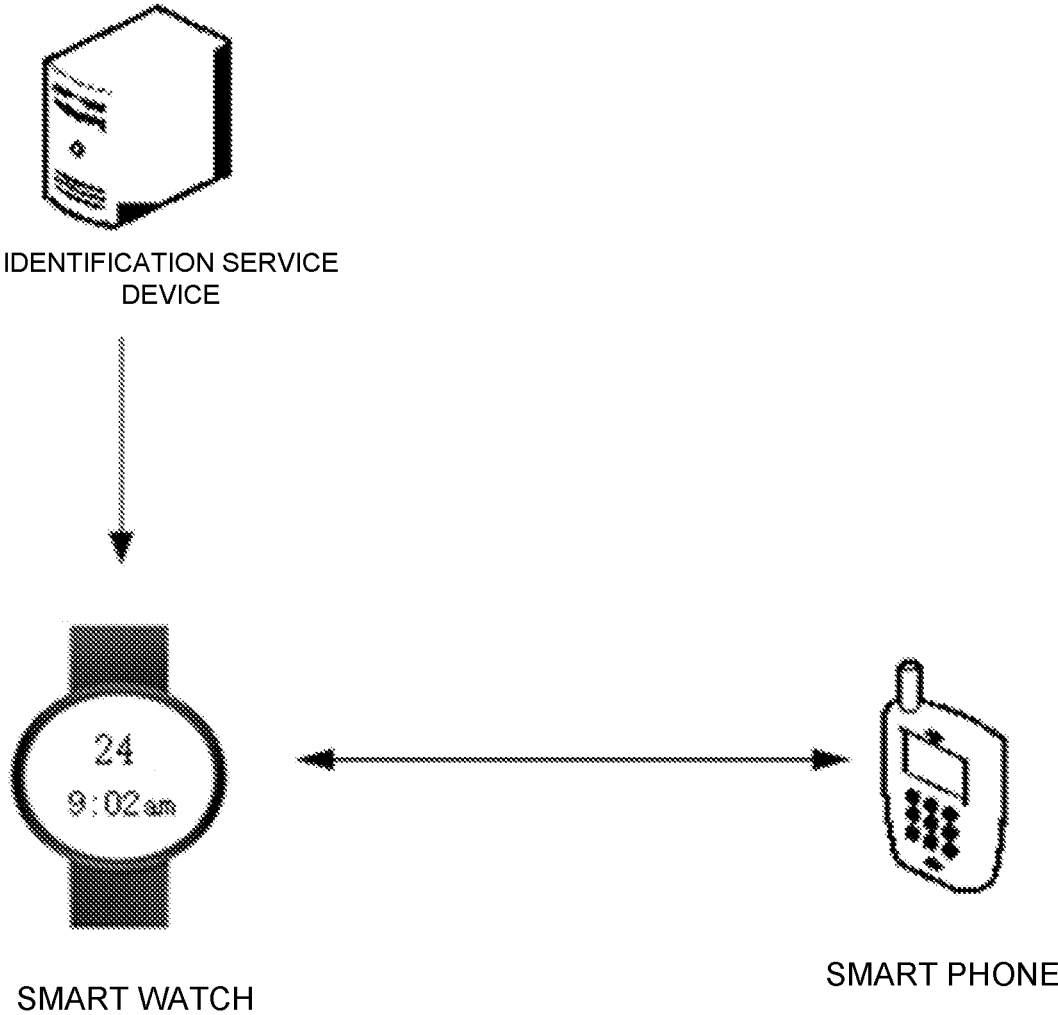 IDENTIFICATION SERVICE
DEVICE
24
9:02am
SMART WATCH
SMART PHONE